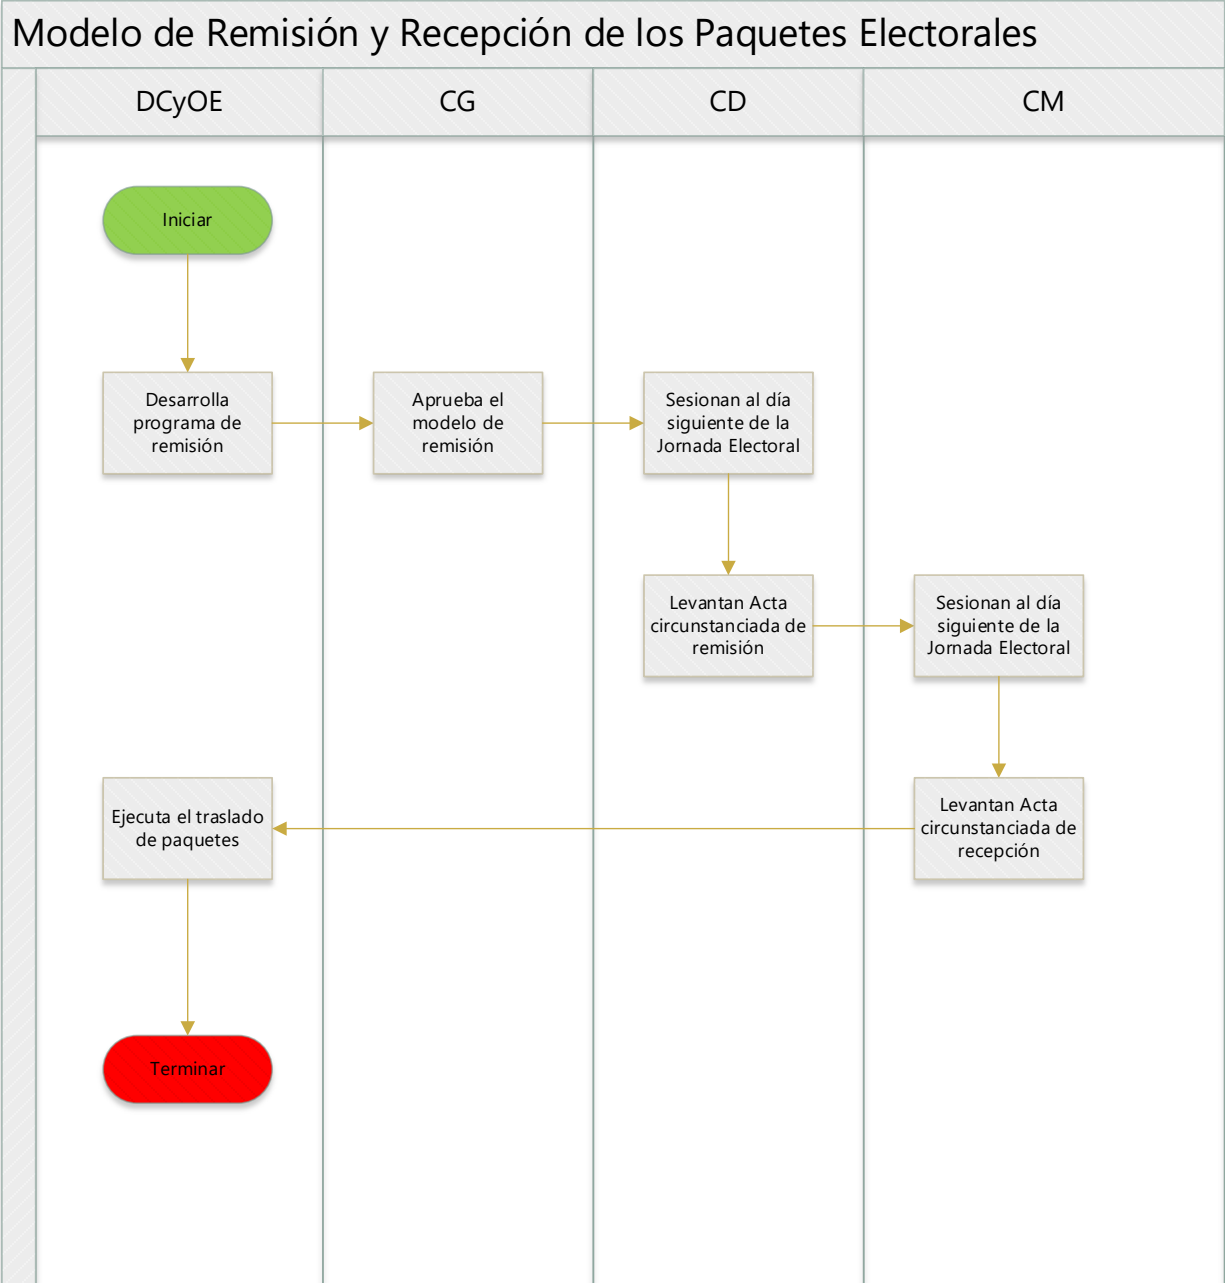 Modelo de Remisión y Recepción de los Paquetes Electorales
DCyOE
CG
CD
CM
Iniciar
Desarrolla
programa de
remisión
Aprueba el
modelo de
remisión
Sesionan al día
siguiente de la
Jornada Electoral
Levantan Acta
circunstanciada de
remisión
Sesionan al día
siguiente de la
Jornada Electoral
Levantan Acta
circunstanciada de
recepción
Ejecuta el traslado
de paquetes
Terminar